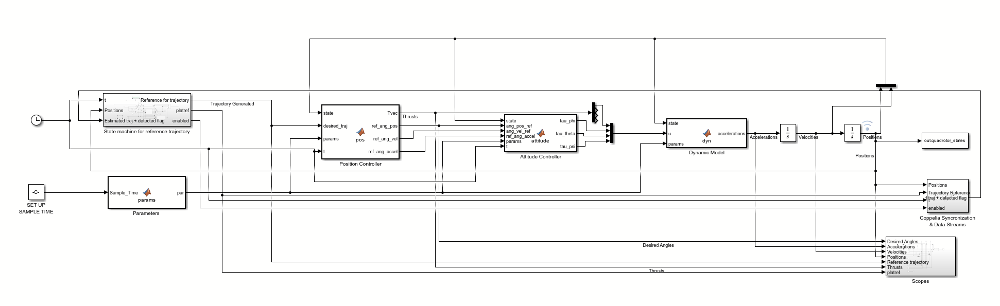 t
Positions
Estimated traj + detected flag
Reference for trajectory
platref
enabled
State machine for reference trajectory
Trajectory Generated
-C-
SET UP
SAMPLE TIME
Sample_Time
params
par
Parameters
state
desired_traj
params
t
pos
Tvec
ref_ang_pos
ref_ang_vel
ref_ang_accel
Position Controller
Thrusts
state
ang_pos_ref
ang_vel_ref
ref_ang_accel
params
t
attitude
tau_phi
tau_theta
tau_psi
Attitude Controller
state
u
params
dyn
accelerations
Dynamic Model
Accelerations
1
s
Velocities
1
s
Positions
Positions
out.quadrotor_states
Positions
Trajectory Referenc
traj + detected flag
t
enabled
Coppelia Syncronization
& Data Streams
Desired Angles
Thrusts
Desired Angles
Accelerations
Velocities
Positions
Reference trajectory
Thrusts
platref
Scopes